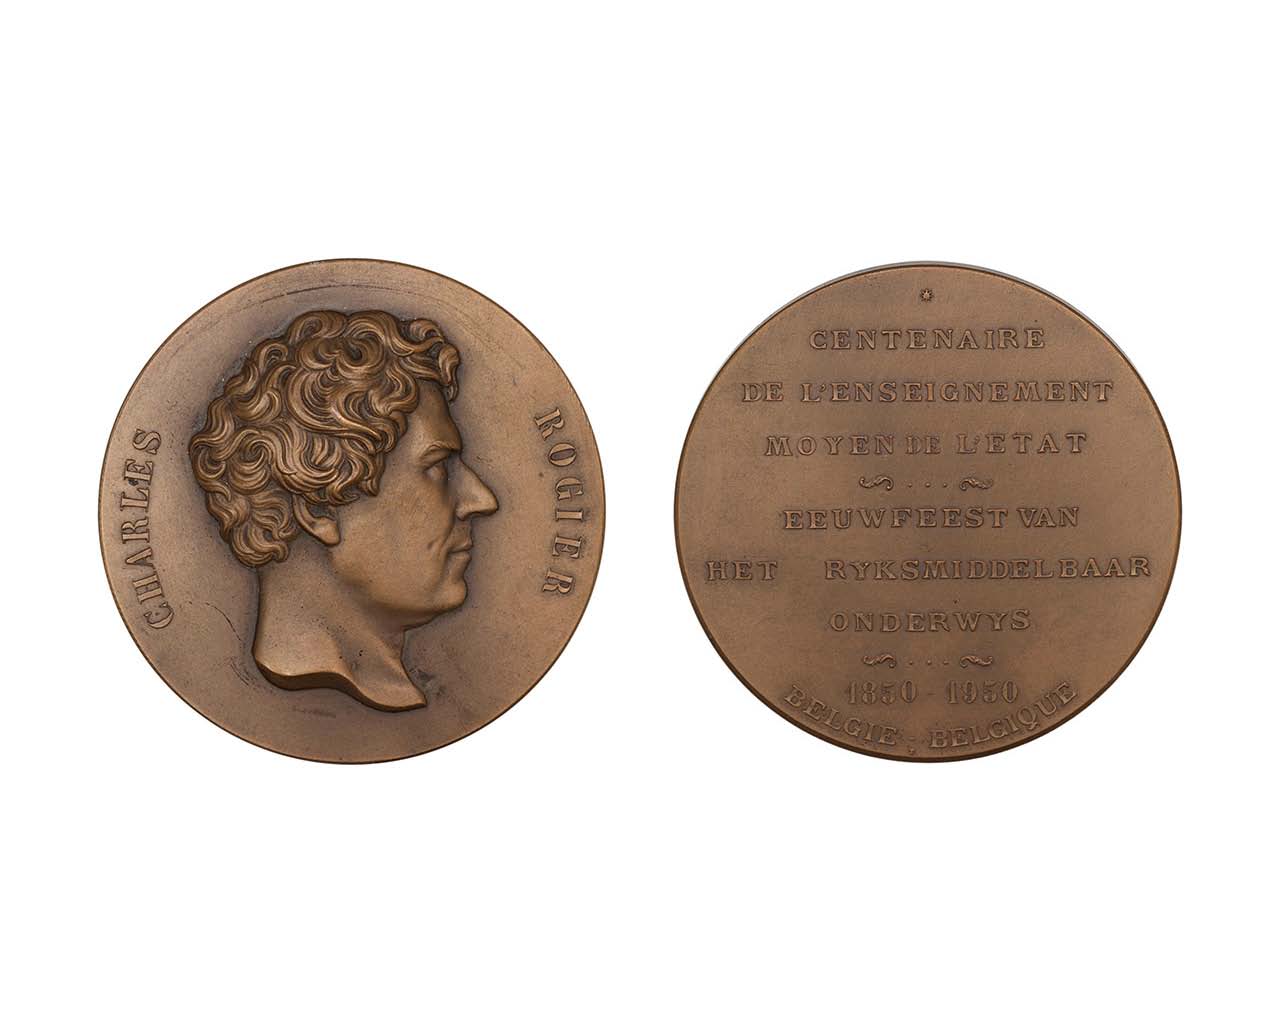 CHARLES
ROGIER
CENTENAIRE
DE L'ENSEIGNEMENT
MOYEN DE L'ETAT
EEUWFEEST VAN
HET RYKSMIDDELBAAR
ONDERWYS
1850 - 1950
BELGIE - BELGIQUE